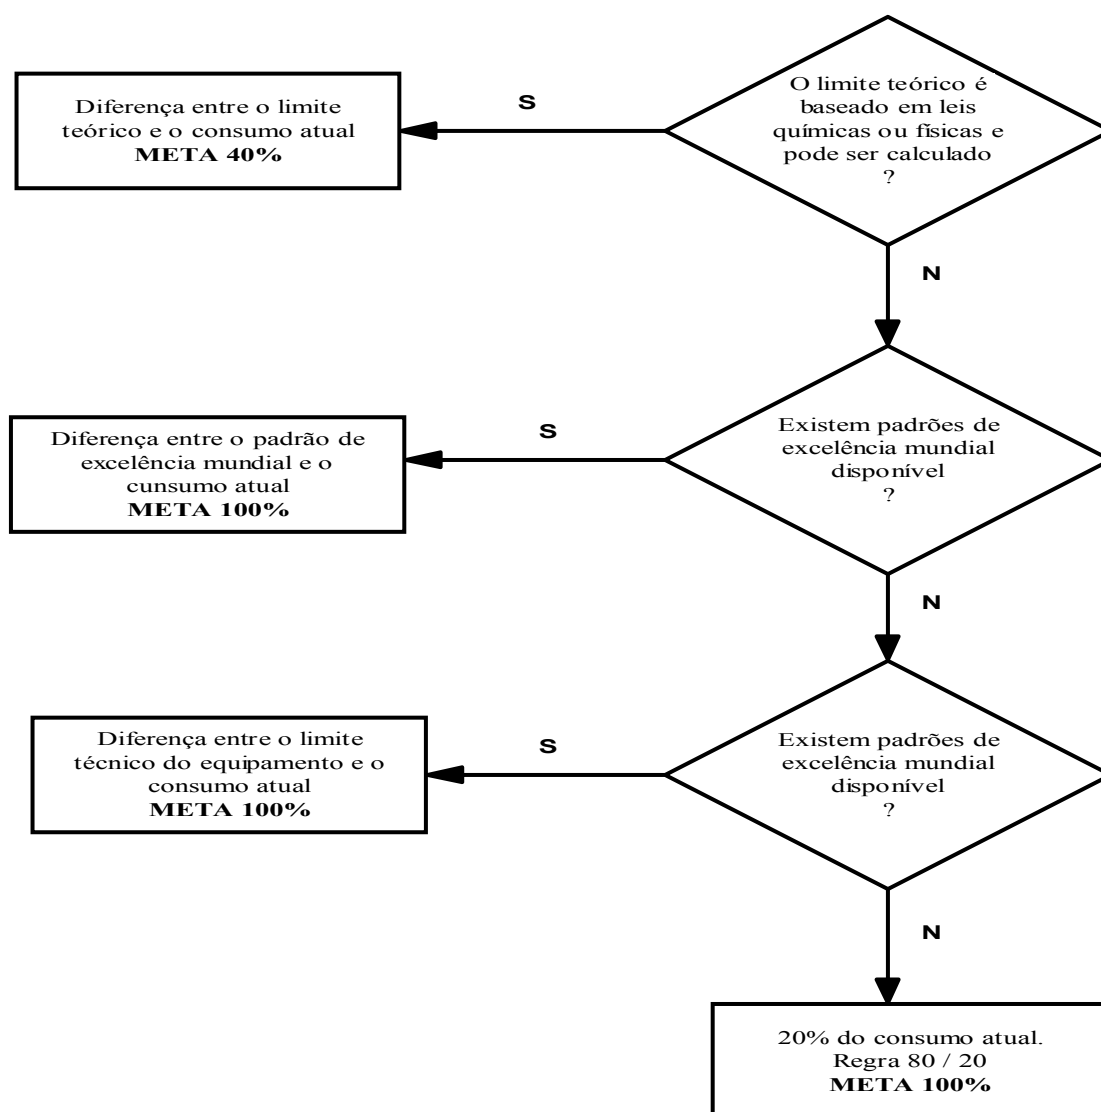 O limite teórico é
baseado em leis
químicas ou físicas e
pode ser calculado
?
S
Diferença entre o limite
teórico e o consumo atual
META 40%
N
Existem padrões de
excelência mundial
disponível
?
S
Diferença entre o padrão de
excelência mundial e o
cunsumo atual
META 100%
N
Existem padrões de
excelência mundial
disponível
?
S
Diferença entre o limite
técnico do equipamento e o
consumo atual
META 100%
N
20% do consumo atual.
Regra 80 / 20
META 100%